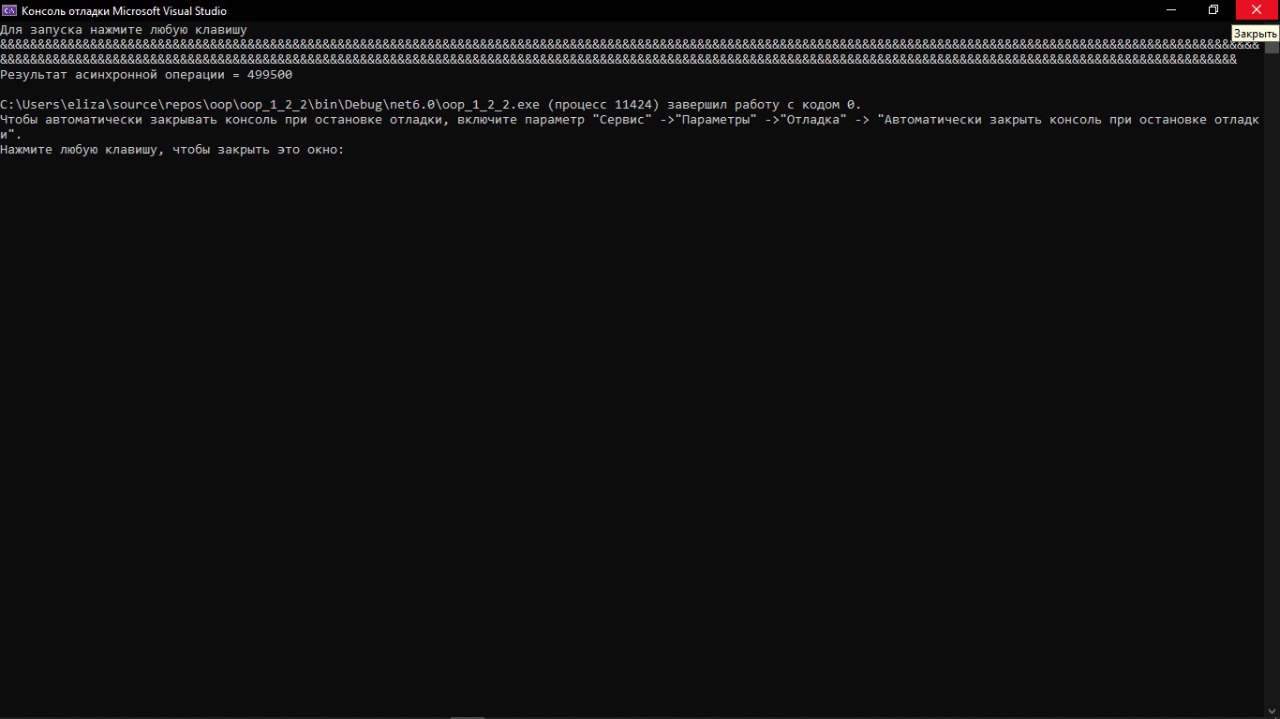 Консоль отладки Microsoft Visual Studio
Для запуска нажмите любую клавишу
Закрыть
&&&&&&&&&&&&&&&&&&&&&&&&&&&&&&&&&&&&&&&&&&&&&&&&&&&&&&&&&&&&&&&&&&&&&&&&&&&&&&&&&&&&&&&&&&&&&&&&&&&&&&&&&&&&&&&&&&&&&&&&&&&&&&&&&&&&&&&&&&&&&&&&&&&&&&&&&&&&&&&&&&&&&&&&
&&&&&&&&&&&&&&&&&&&&&&&&&&&&&&&&&&&&&&&&&&&&&&&&&&&&&&&&&&&&&&&&&&&&&&&&&&&&&&&&&&&&&&&&&&&&&&&&&&&&&&&&&&&&&&&&&&&&&&&&&&&&&&&&&&&&&&&&&&&&&&&&&&&&&&&&&&&&&&&&&&&&&
Результат асинхронной операции = 499500
C:\Users\eliza\source\repos\oop\oop_1_2_2\bin\Debug\net6.0\oop_1_2_2.exe (процесс 11424) завершил работу с кодом 0.
Чтобы автоматически закрывать консоль при остановке отладки, включите параметр "Сервис" ->"Параметры" ->"Отладка" -> "Автоматически закрыть консоль при остановке отладк
и".
Нажмите любую клавишу, чтобы закрыть это окно: